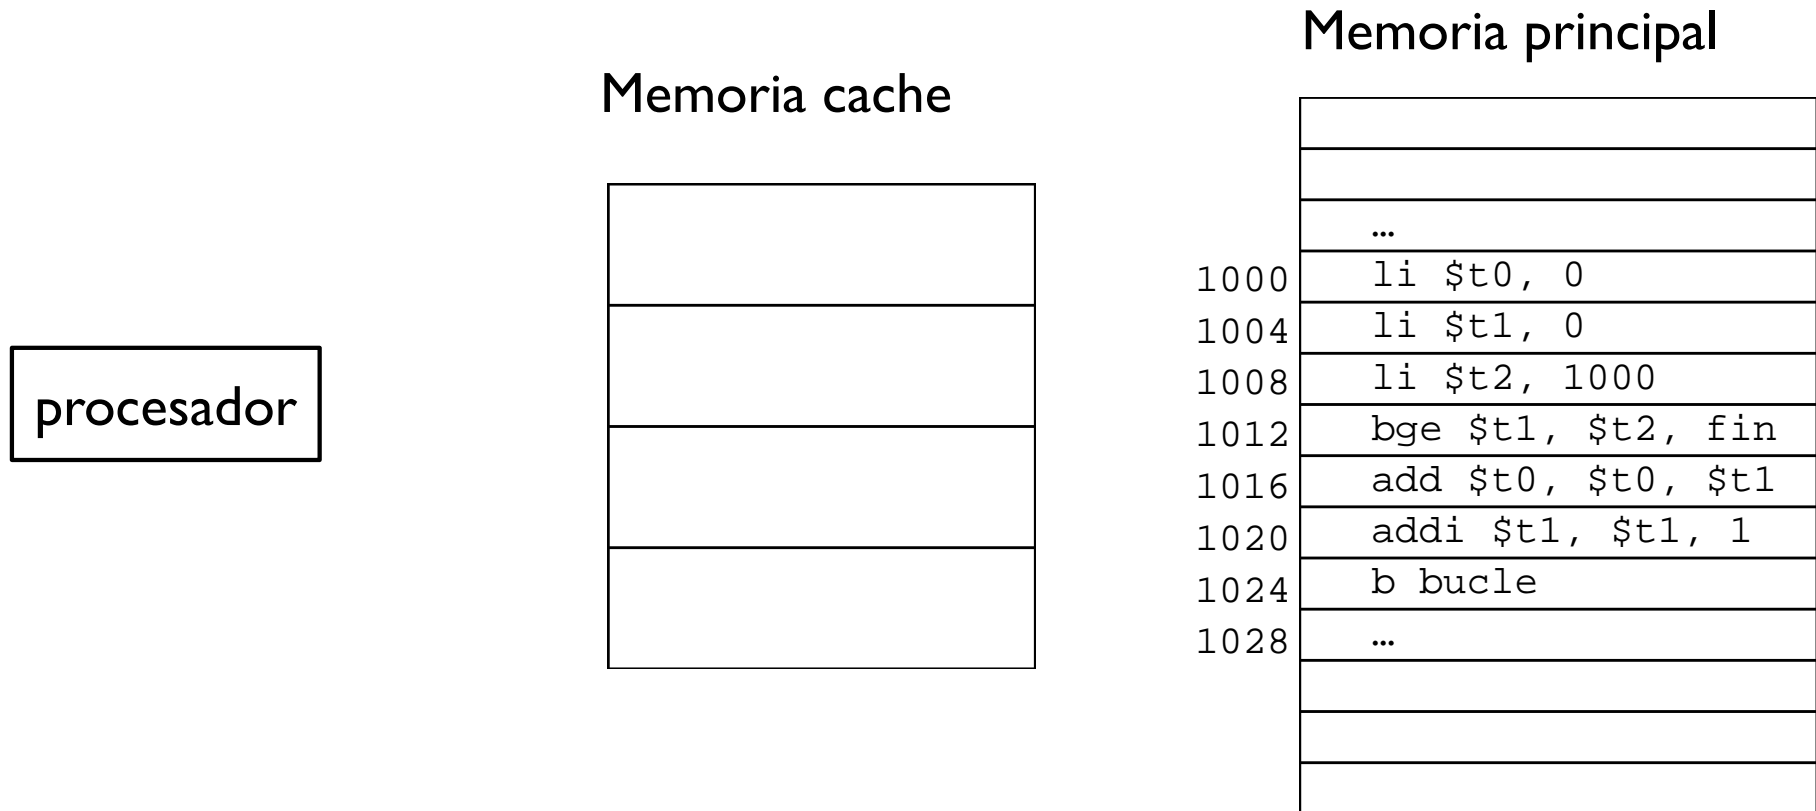 Memoria principal
Memoria cache
procesador
…
1000 li $t0, 0
1004 li $t1, 0
1008 li $t2, 1000
1012 bge $t1, $t2, fin
1016 add $t0, $t0, $t1
1020 addi $t1, $t1, 1
1024 b bucle
1028 …